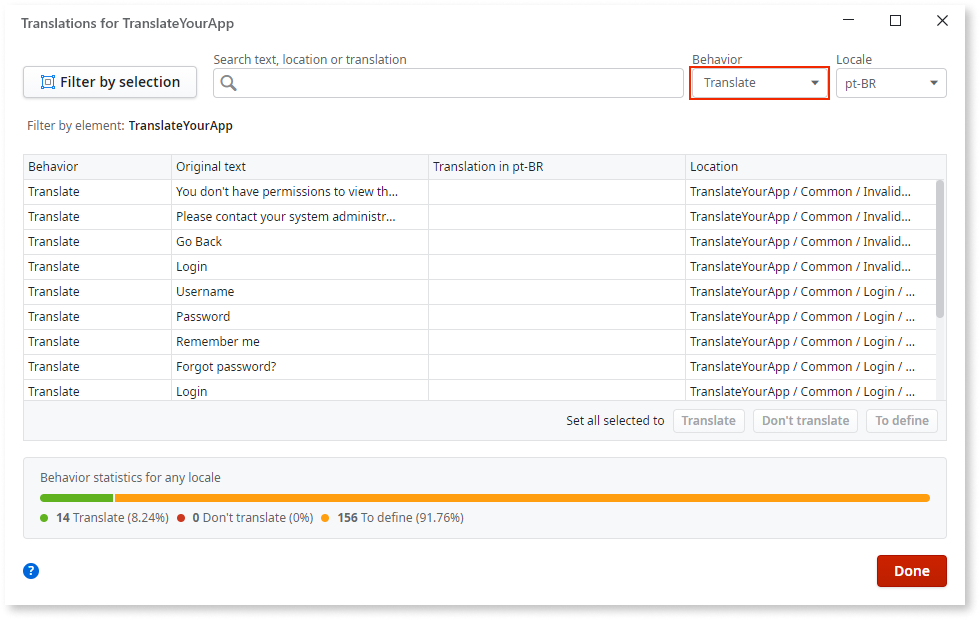 Translations for TranslateYourApp
Search text, location or translation
Behavior
Locale
Filter by selection
Translate
pt-BR
Filter by element: TranslateYourApp
Behavior Original text Translation in pt-BR Location
Translate You don't have permissions to view th... TranslateYourApp / Common / Invalid...
Translate Please contact your system administr... TranslateYourApp / Common / Invalid...
Translate Go Back TranslateYourApp / Common / Invalid...
Translate Login TranslateYourApp / Common / Invalid...
Translate Username TranslateYourApp / Common / Login / ...
Translate Password TranslateYourApp / Common / Login / ...
Translate Remember me TranslateYourApp / Common / Login / ...
Translate Forgot password? TranslateYourApp / Common / Login / ...
Translate Login TranslateYourApp / Common / Login / ...
Set all selected to Translate Don't translate To define
Behavior statistics for any locale
14 Translate (8.24%) 0 Don't translate (0%) 156 To define (91.76%)
?
Done